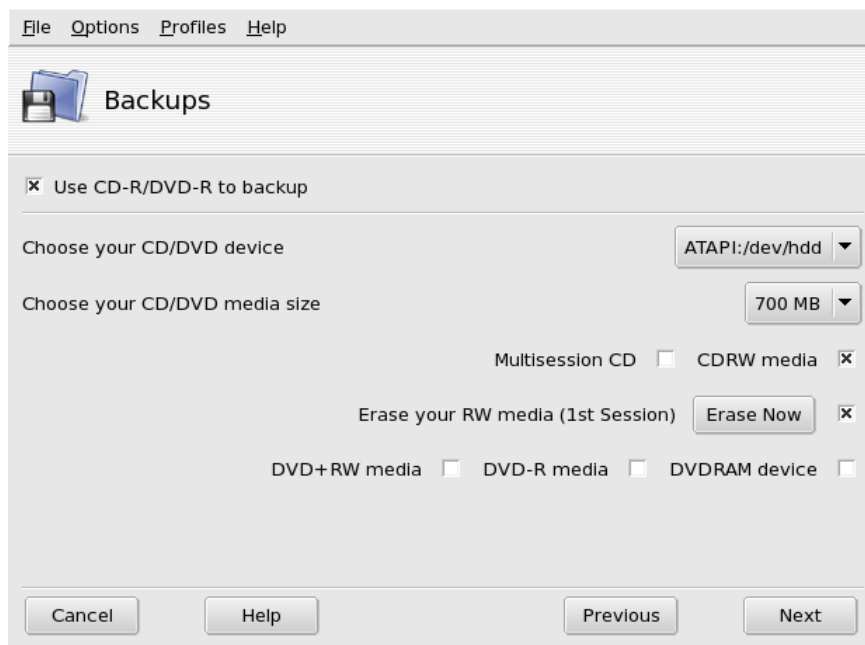 File Options Profiles Help
Backups
Use CD-R/DVD-R to backup
Choose your CD/DVD device ATAPI:/dev/hdd
Choose your CD/DVD media size 700 MB
Multisession CD CDRW media
Erase your RW media (1st Session) Erase Now
DVD+RW media DVD-R media DVDRAM device
Cancel Help Previous Next